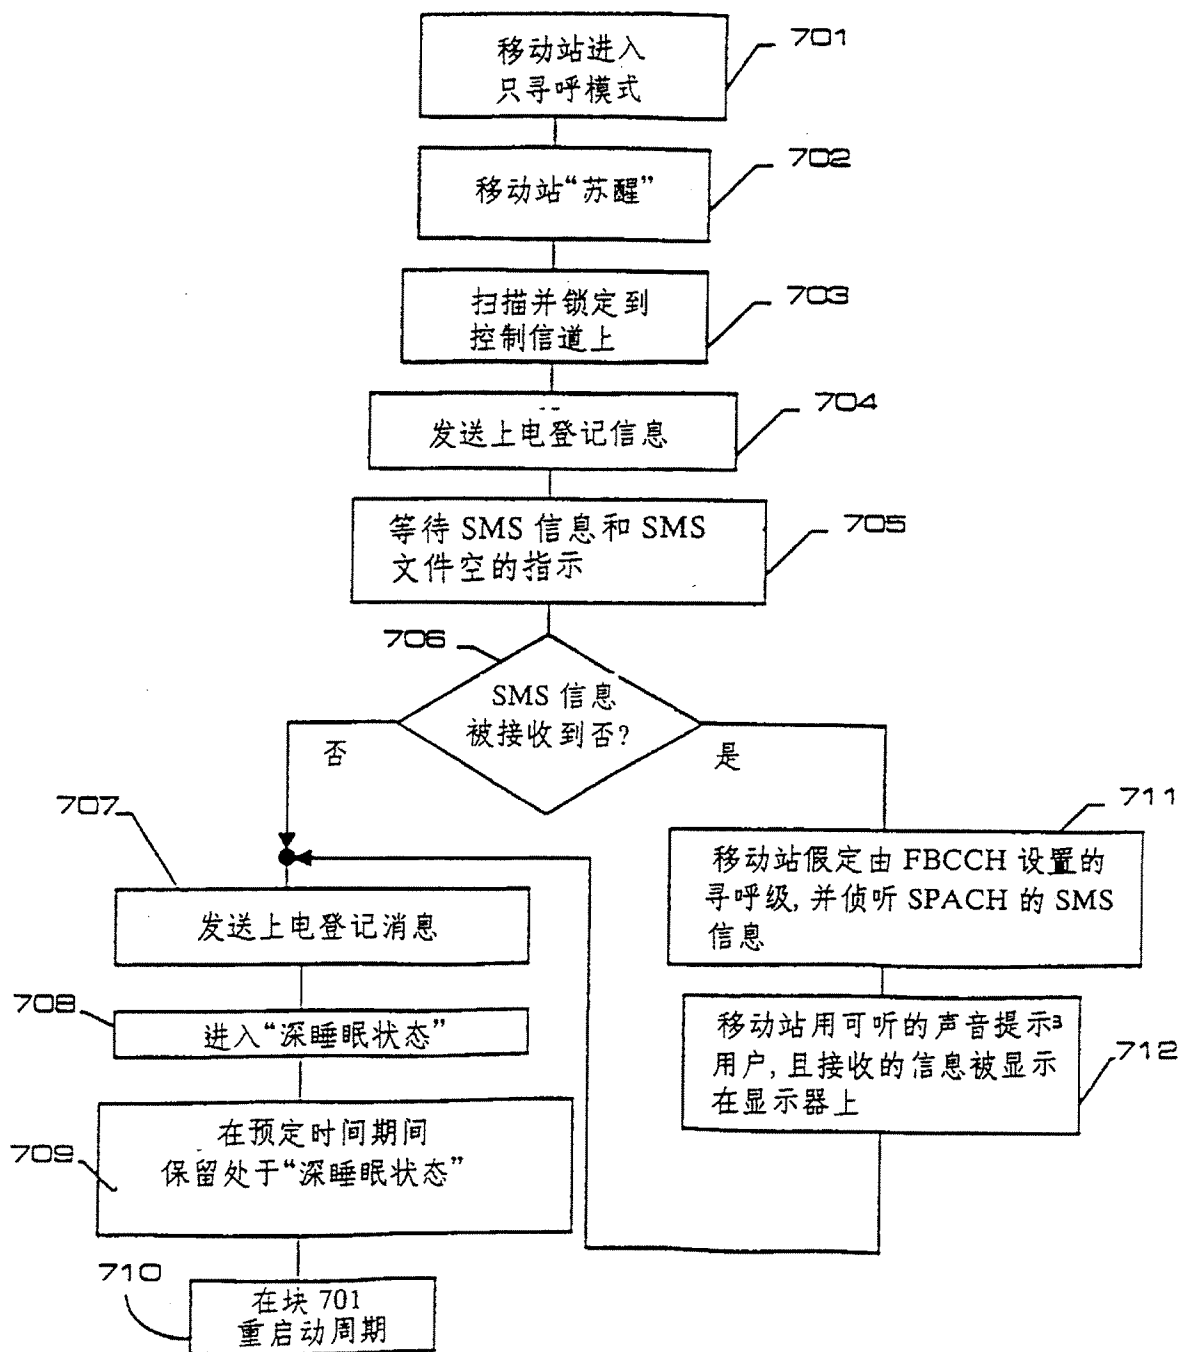 移动站进入
只寻呼模式
701
移动站“苏醒”
702
扫描并锁定到
控制信道上
703
发送上电登记信息
704
等待 SMS 信息和 SMS
文件空的指示
705
706
SMS 信息
被接收到否?
否
是
707
发送上电登记消息
708
进入“深睡眠状态”
709
在预定时间期间
保留处于“深睡眠状态”
710
在块 701
重启动周期
711
移动站假定由 FBCCH 设置的
寻呼级, 并侦听 SPACH 的 SMS
信息
移动站用可听的声音提示
用户, 且接收的信息被显示
在显示器上
712